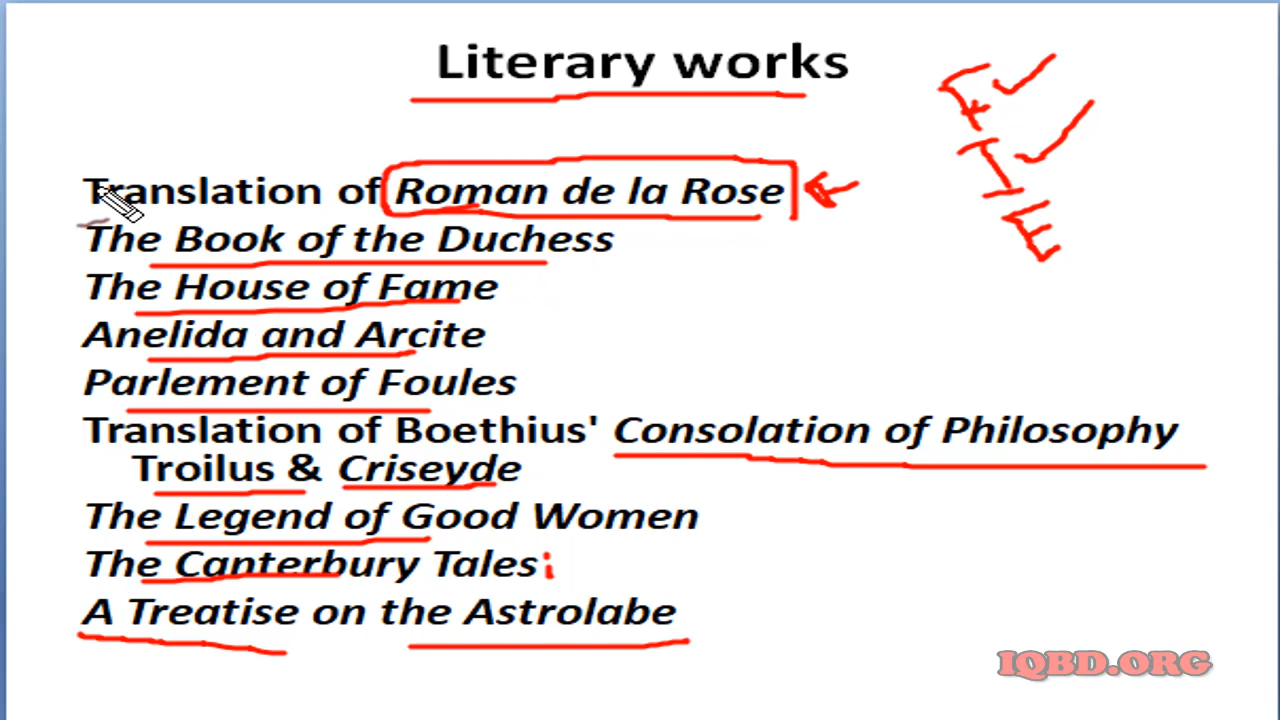 Literary works
F
I
E
Translation of Roman de la Rose
The Book of the Duchess
The House of Fame
Anelida and Arcite
Parlement of Foules
Translation of Boethius' Consolation of Philosophy
Troilus & Criseyde
The Legend of Good Women
The Canterbury Tales
A Treatise on the Astrolabe
IQBD.ORG